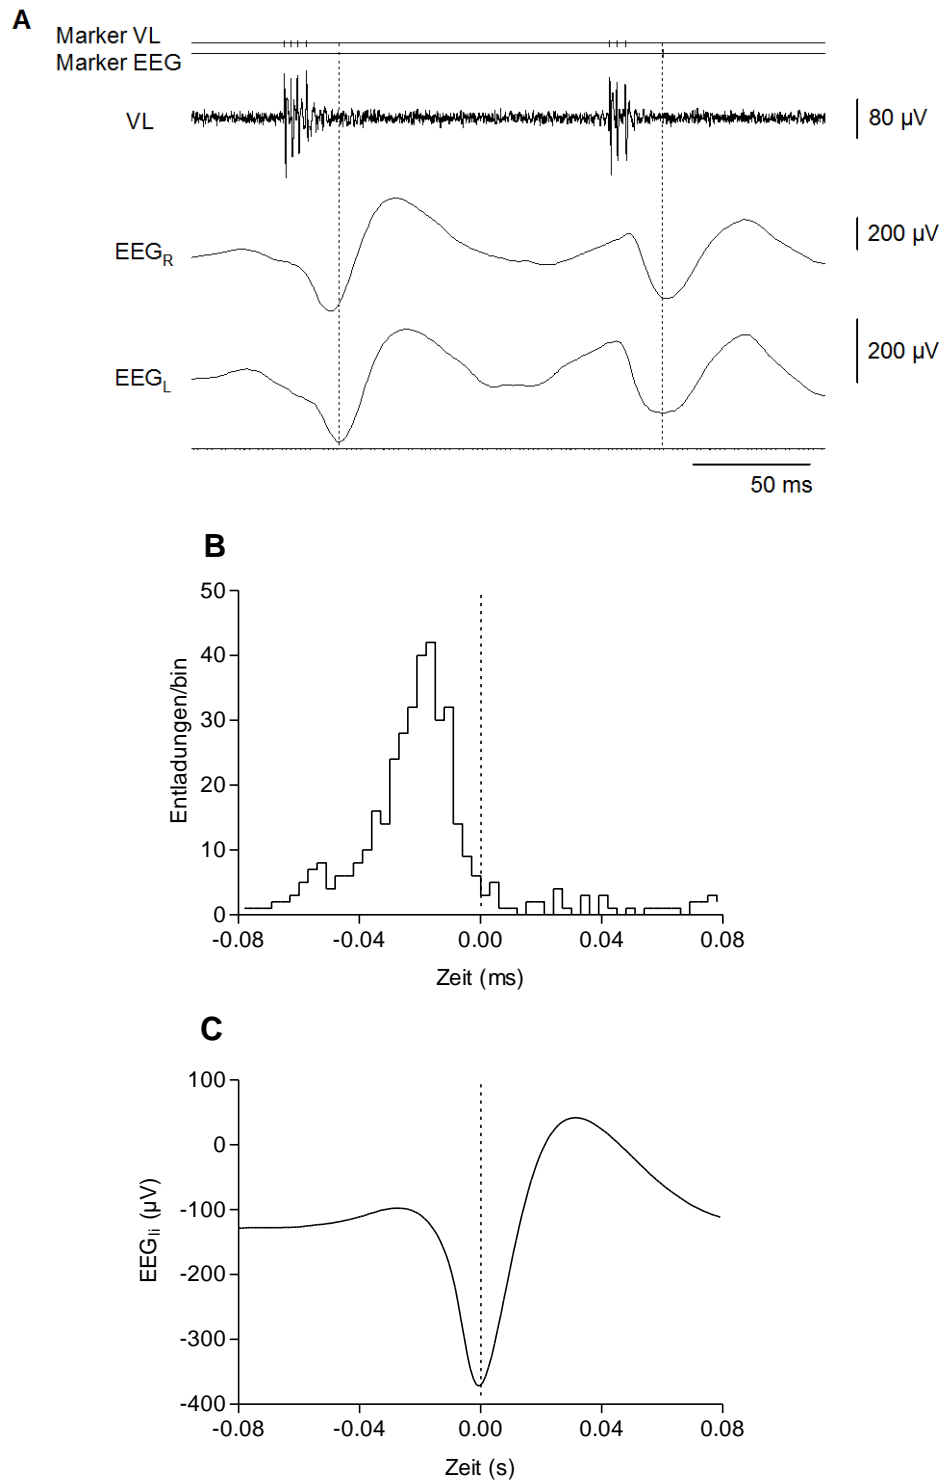 A
Marker VL
Marker EEG
VL
80 µV
EEGR
200 µV
EEGL
200 µV
50 ms
B
50
40
30
20
10
0
Entladungen/bin
-0.08 -0.04 0.00 0.04 0.08
Zeit (ms)
C
100
0
-100
-200
-300
-400
EEGli (µV)
-0.08 -0.04 0.00 0.04 0.08
Zeit (s)